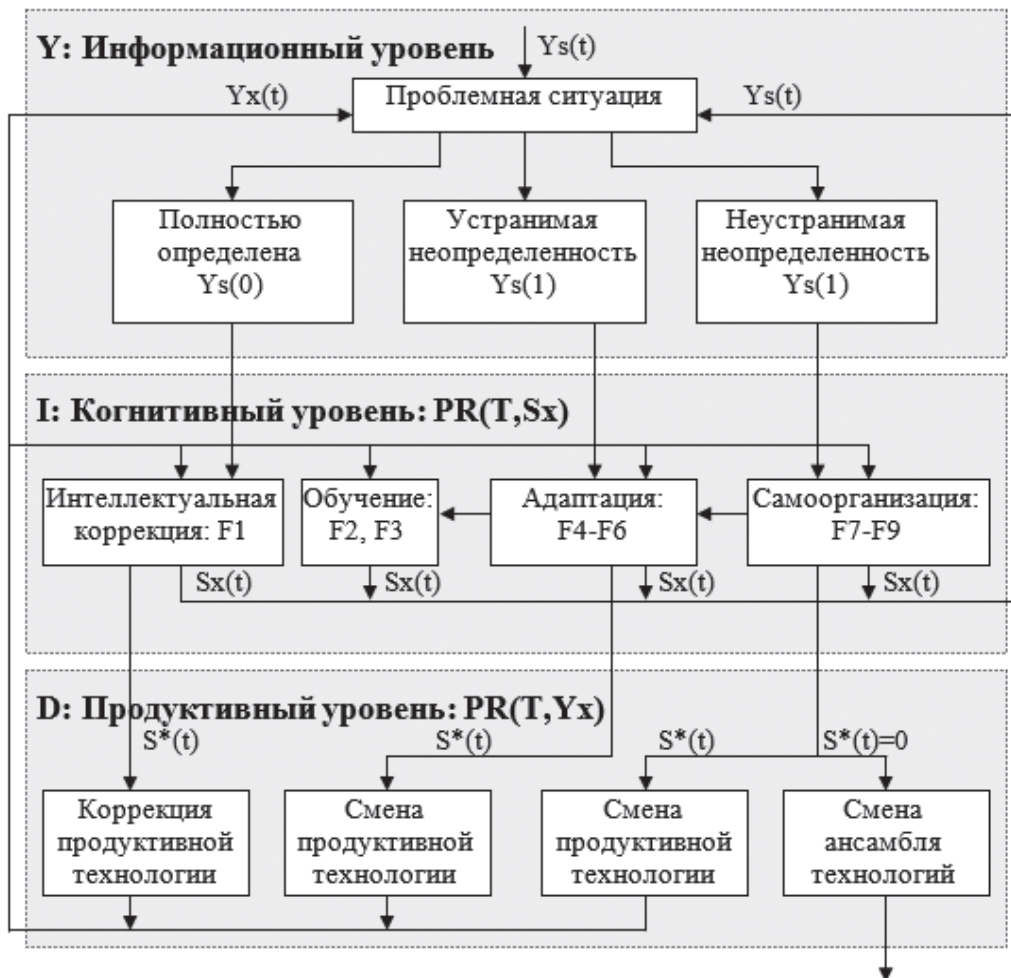 Y: Информационный уровень
Ys(t)
Yx(t)
Проблемная ситуация
Ys(t)
Полностью
определена
Ys(0)
Устранимая
неопределенность
Ys(1)
Неустранимая
неопределенность
Ys(1)
I: Когнитивный уровень: PR(T,Sx)
Интеллектуальная
коррекция: F1
Обучение:
F2, F3
Адаптация:
F4-F6
Самоорганизация:
F7-F9
Sx(t)
Sx(t)
Sx(t)
Sx(t)
D: Продуктивный уровень: PR(T,Yx)
S*(t)
S*(t)
S*(t)
S*(t)=0
Коррекция
продуктивной
технологии
Смена
продуктивной
технологии
Смена
продуктивной
технологии
Смена
ансамбля
технологий